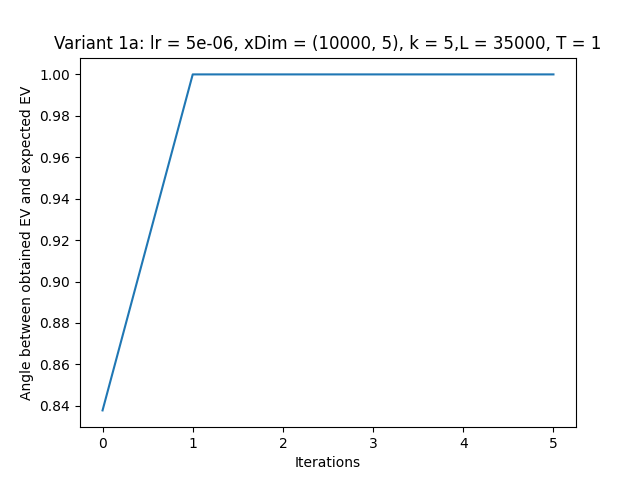 Variant 1a: lr = 5e-06, xDim = (10000, 5), k = 5,L = 35000, T = 1
Angle between obtained EV and expected EV
1.00
0.98
0.96
0.94
0.92
0.90
0.88
0.86
0.84
0 1 2 3 4 5
Iterations